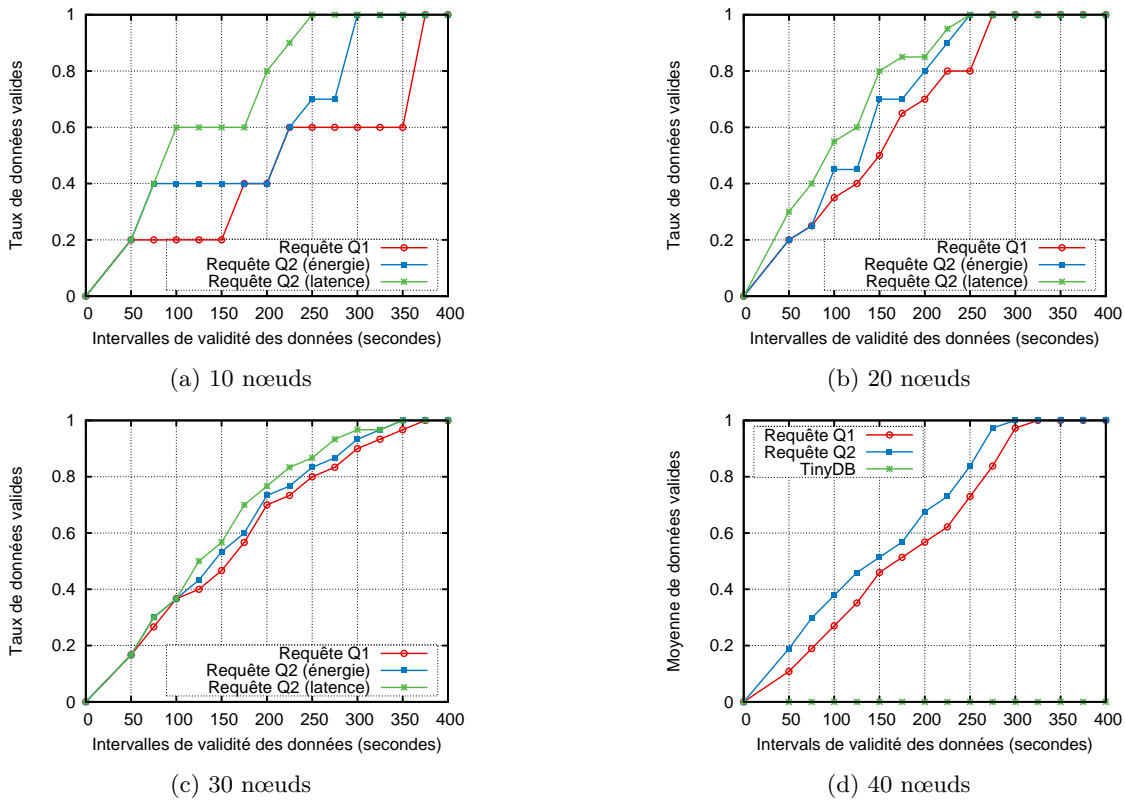 1
0.8
0.6
0.4
0.2
0
0 50 100 150 200 250 300 350 400
Taux de données valides
Intervalles de validité des données (secondes)
Requête Q1
Requête Q2 (énergie)
Requête Q2 (latence)
(a) 10 nœuds
1
0.8
0.6
0.4
0.2
0
0 50 100 150 200 250 300 350 400
Taux de données valides
Intervalles de validité des données (secondes)
Requête Q1
Requête Q2 (énergie)
Requête Q2 (latence)
(b) 20 nœuds
1
0.8
0.6
0.4
0.2
0
0 50 100 150 200 250 300 350 400
Taux de données valides
Intervalles de validité des données (secondes)
Requête Q1
Requête Q2 (énergie)
Requête Q2 (latence)
(c) 30 nœuds
1
0.8
0.6
0.4
0.2
0
0 50 100 150 200 250 300 350 400
Moyenne de données valides
Intervals de validité des données (secondes)
Requête Q1
Requête Q2
TinyDB
(d) 40 nœuds